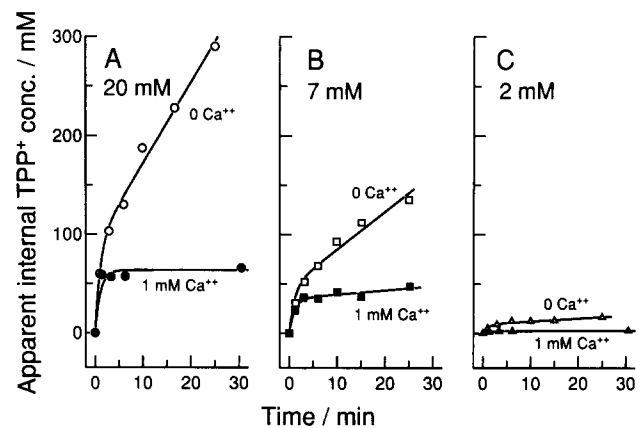 Apparent internal TPP⁺ conc. / mM
300
200
100
0
A
20 mM
0 Ca⁺⁺
1 mM Ca⁺⁺
0 10 20 30
B
7 mM
0 Ca⁺⁺
1 mM Ca⁺⁺
0 10 20 30
C
2 mM
0 Ca⁺⁺
1 mM Ca⁺⁺
0 10 20 30
Time / min